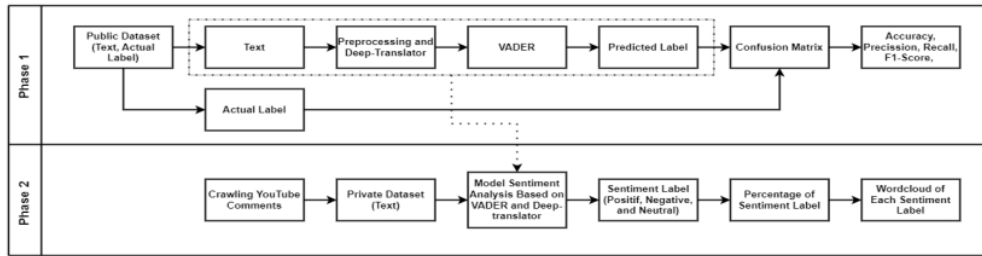 Phase 1
Public Dataset
(Text, Actual
Label)
Text
Preprocessing and
Deep-Translator
VADER
Predicted Label
Confusion Matrix
Accuracy,
Precission, Recall,
F1-Score,
Actual Label
Phase 2
Crawling YouTube
Comments
Private Dataset
(Text)
Model Sentiment
Analysis Based on
VADER and Deep-
translator
Sentiment Label
(Positif, Negative,
and Neutral)
Percentage of
Sentiment Label
Wordcloud of
Each Sentiment
Label